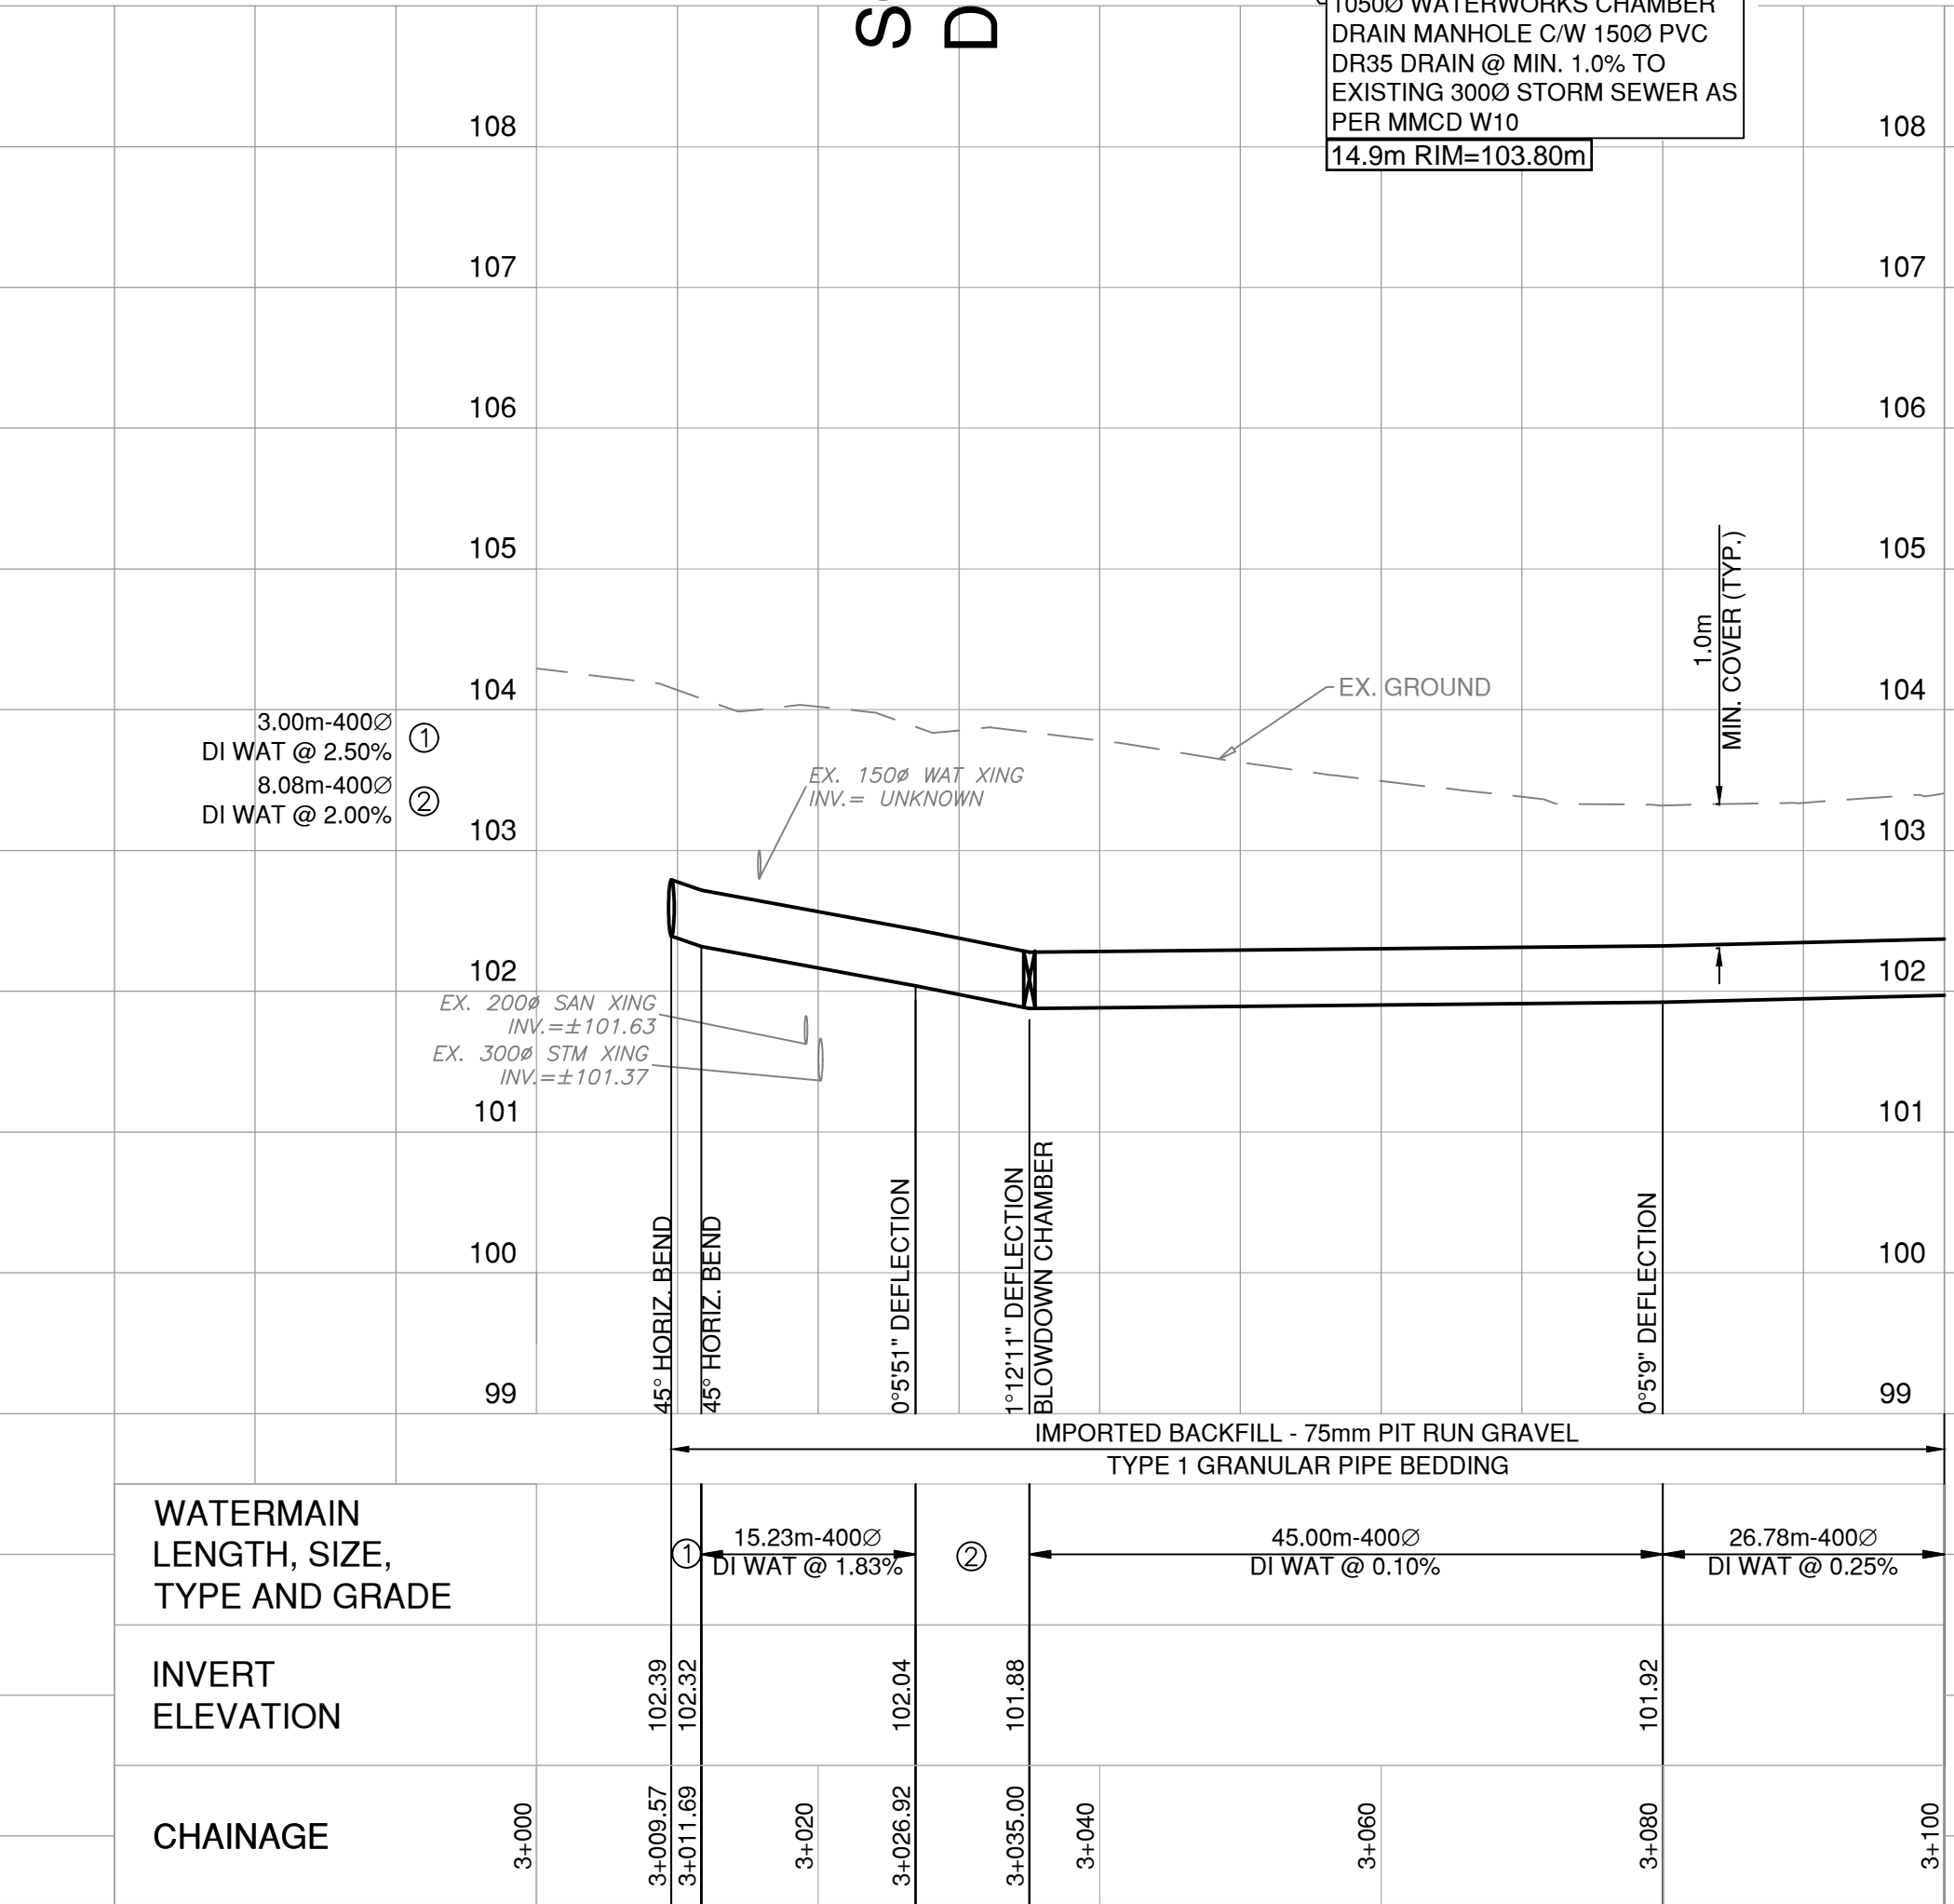 1050Ø WATERWORKS CHAMBER
DRAIN MANHOLE C/W 150Ø PVC
DR35 DRAIN @ MIN. 1.0% TO
EXISTING 300Ø STORM SEWER AS
PER MMCD W10
14.9m RIM=103.80m
108
108
107
107
106
106
105
105
1.0m
MIN. COVER (TYP.)
104
104
EX. GROUND
3.00m-400Ø
DI WAT @ 2.50%
1
8.08m-400Ø
DI WAT @ 2.00%
2
EX. 150ø WAT XING
INV.= UNKNOWN
103
103
102
102
EX. 200ø SAN XING
INV.=±101.63
EX. 300ø STM XING
INV.=±101.37
101
101
45° HORIZ. BEND
45° HORIZ. BEND
0°5'51" DEFLECTION
1°12'11" DEFLECTION
BLOWDOWN CHAMBER
0°5'9" DEFLECTION
100
100
99
99
IMPORTED BACKFILL - 75mm PIT RUN GRAVEL
TYPE 1 GRANULAR PIPE BEDDING
WATERMAIN
LENGTH, SIZE,
TYPE AND GRADE
1
15.23m-400Ø
DI WAT @ 1.83%
2
45.00m-400Ø
DI WAT @ 0.10%
26.78m-400Ø
DI WAT @ 0.25%
INVERT
ELEVATION
102.39
102.32
102.04
101.88
101.92
CHAINAGE
3+000
3+009.57
3+011.69
3+020
3+026.92
3+035.00
3+040
3+060
3+080
3+100